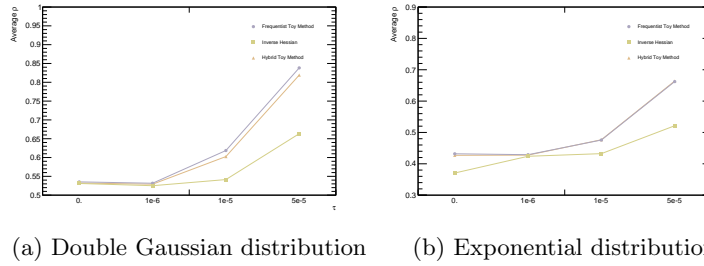 Average ρ
1
0.95
0.9
0.85
0.8
0.75
0.7
0.65
0.6
0.55
0.5
Frequentist Toy Method
Inverse Hessian
Hybrid Toy Method
0.
1e-6
1e-5
5e-5
τ
(a) Double Gaussian distribution
Average ρ
0.9
0.8
0.7
0.6
0.5
0.4
0.3
Frequentist Toy Method
Inverse Hessian
Hybrid Toy Method
0.
1e-6
1e-5
5e-5
(b) Exponential distribution